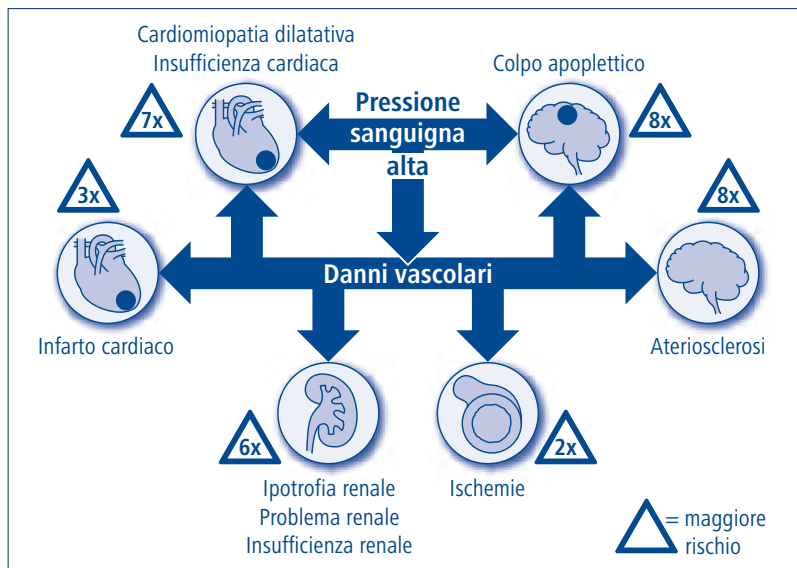 Cardiomiopatia dilatativa
Insufficienza cardiaca
Colpo apoplettico
7x
Pressione
sanguigna
alta
8x
3x
8x
Danni vascolari
Infarto cardiaco
Ateriosclerosi
6x
2x
Ipotrofia renale
Problema renale
Insufficienza renale
Ischemie
= maggiore
rischio